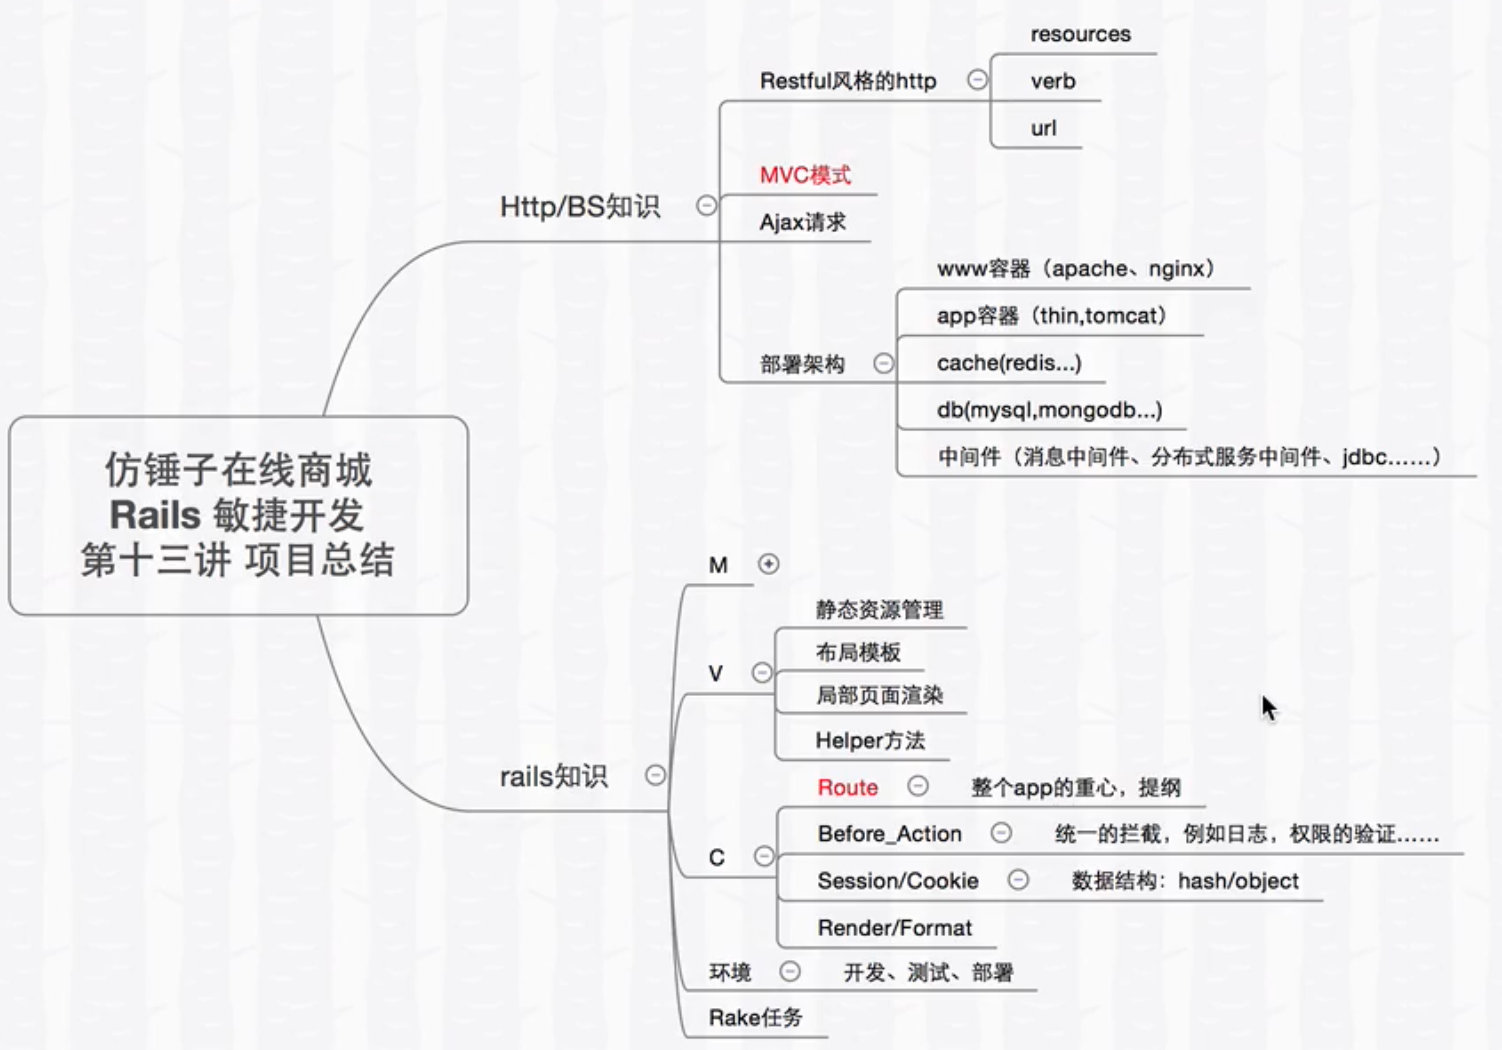 仿锤子在线商城
Rails 敏捷开发
第十三讲 项目总结
Http/BS知识
Restful风格的http
resources
verb
url
MVC模式
Ajax请求
部署架构
www容器（apache、nginx）
app容器（thin,tomcat）
cache(redis...)
db(mysql,mongodb...)
中间件（消息中间件、分布式服务中间件、jdbc......）
rails知识
M
V
静态资源管理
布局模板
局部页面渲染
Helper方法
C
Route
整个app的重心，提纲
Before_Action
统一的拦截，例如日志，权限的验证......
Session/Cookie
数据结构：hash/object
Render/Format
环境
开发、测试、部署
Rake任务